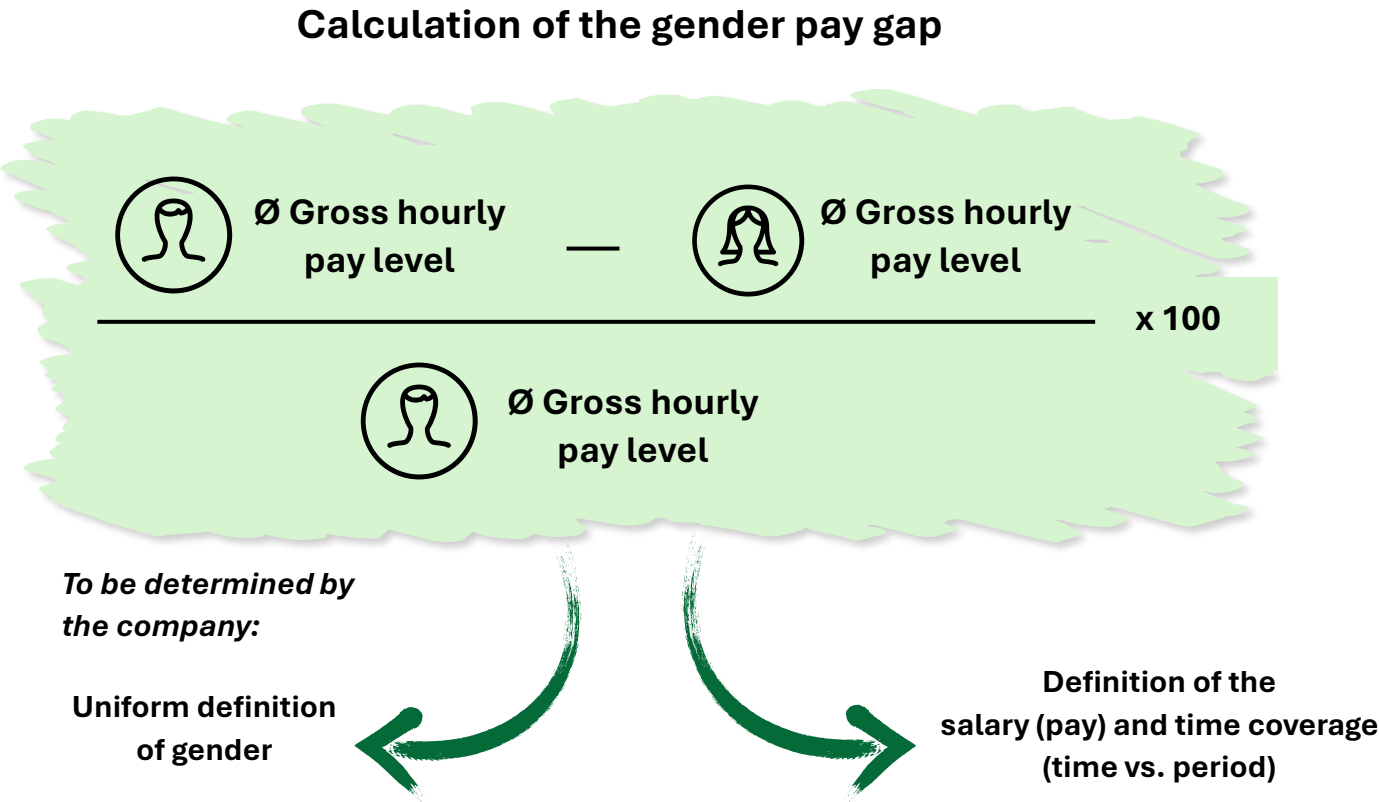 Calculation of the gender pay gap
Ø Gross hourly
pay level
—
Ø Gross hourly
pay level
x 100
Ø Gross hourly
pay level
To be determined by
the company:
Uniform definition
of gender
Definition of the
salary (pay) and time coverage
(time vs. period)